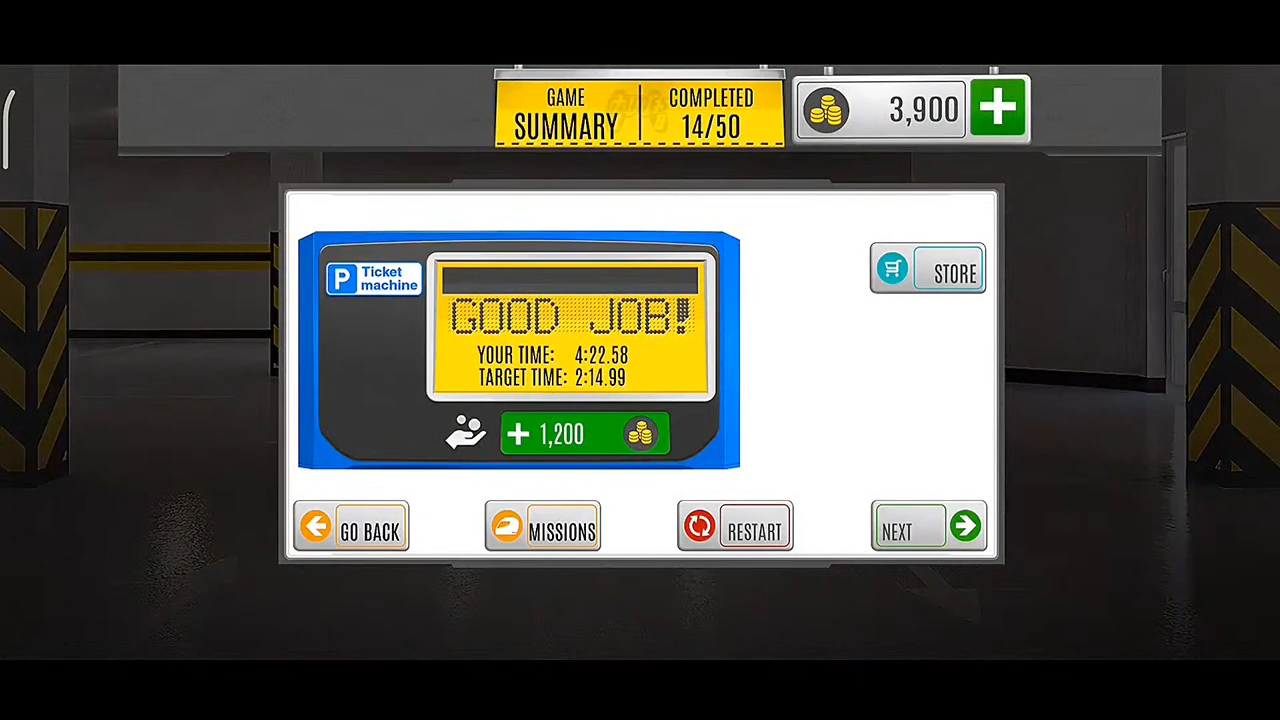 GAME
SUMMARY
COMPLETED
14/50
3,900
P Ticket
machine
GOOD JOB!
YOUR TIME: 4:22.58
TARGET TIME: 2:14.99
+ 1,200
STORE
GO BACK
MISSIONS
RESTART
NEXT